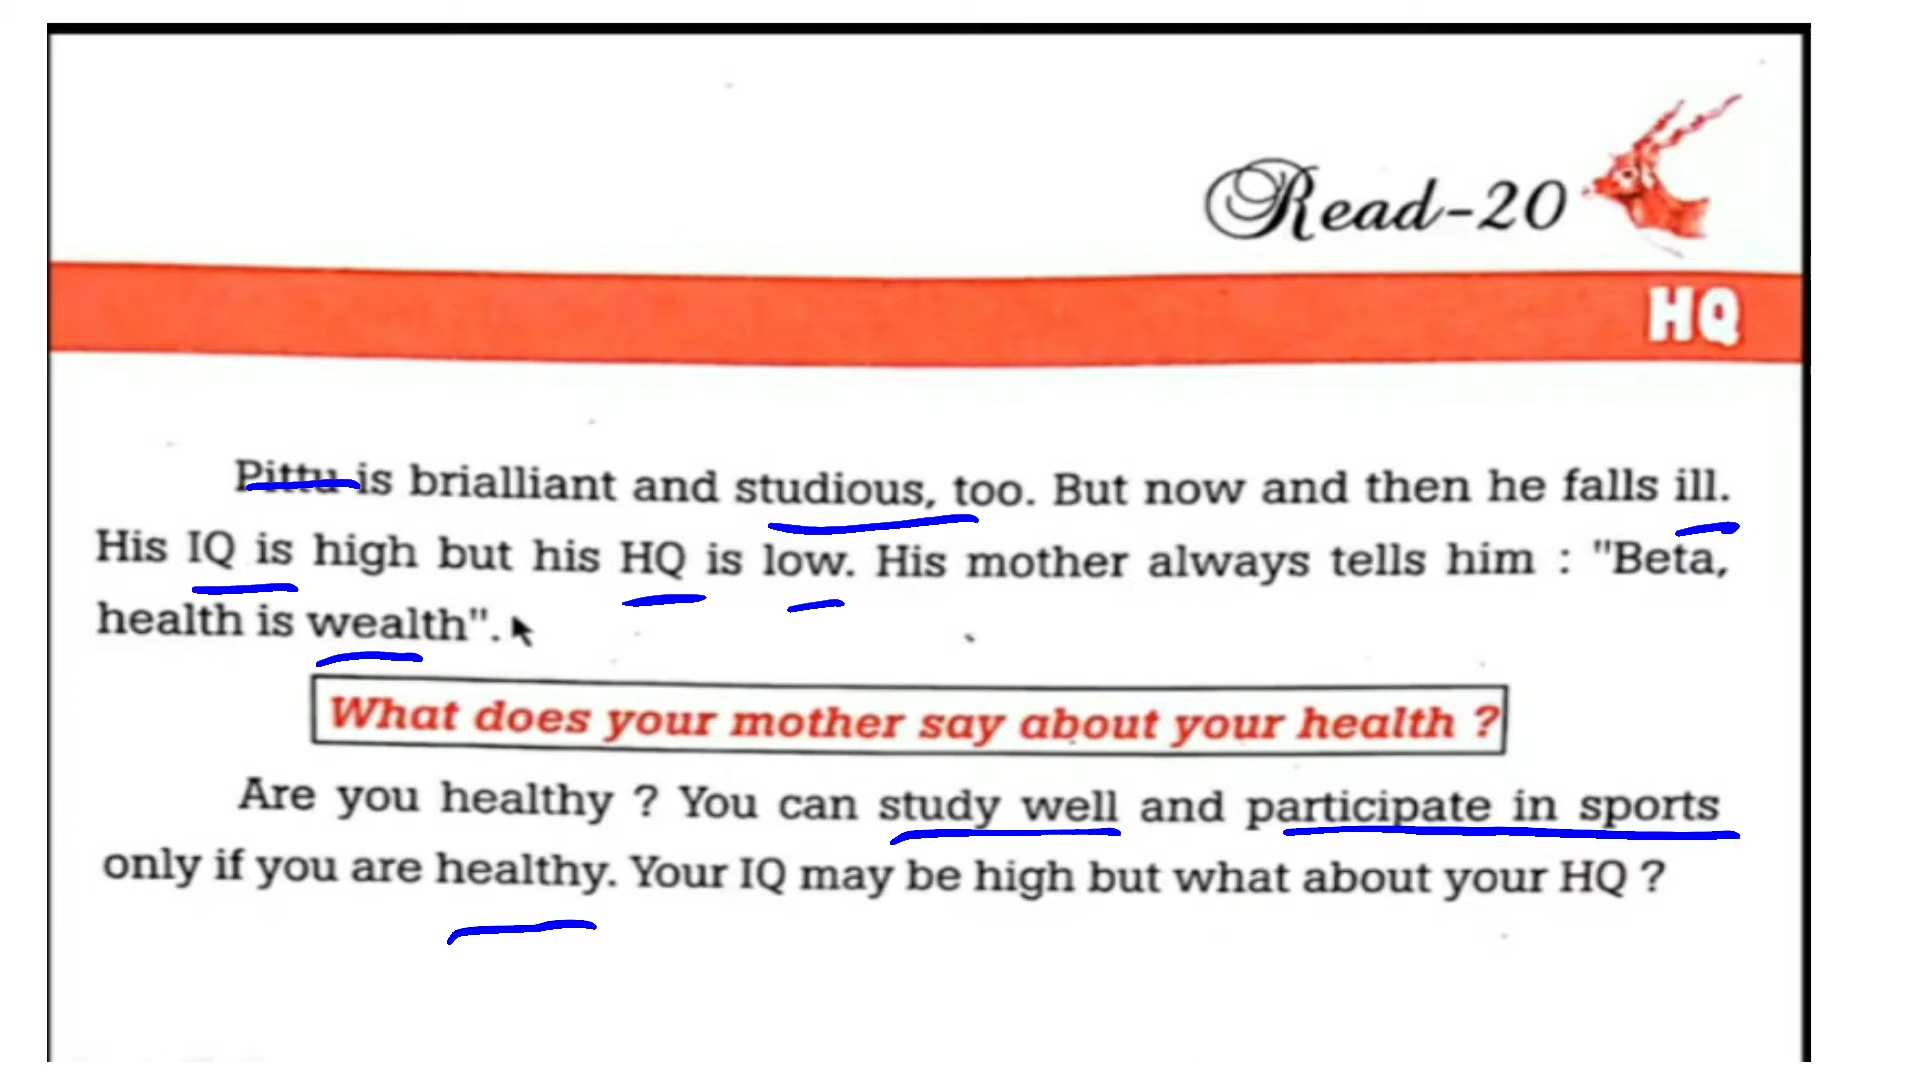 Read-20
HQ
Pittu is brialliant and studious, too. But now and then he falls ill.
His IQ is high but his HQ is low. His mother always tells him : "Beta,
health is wealth".
What does your mother say about your health ?
Are you healthy ? You can study well and participate in sports
only if you are healthy. Your IQ may be high but what about your HQ ?